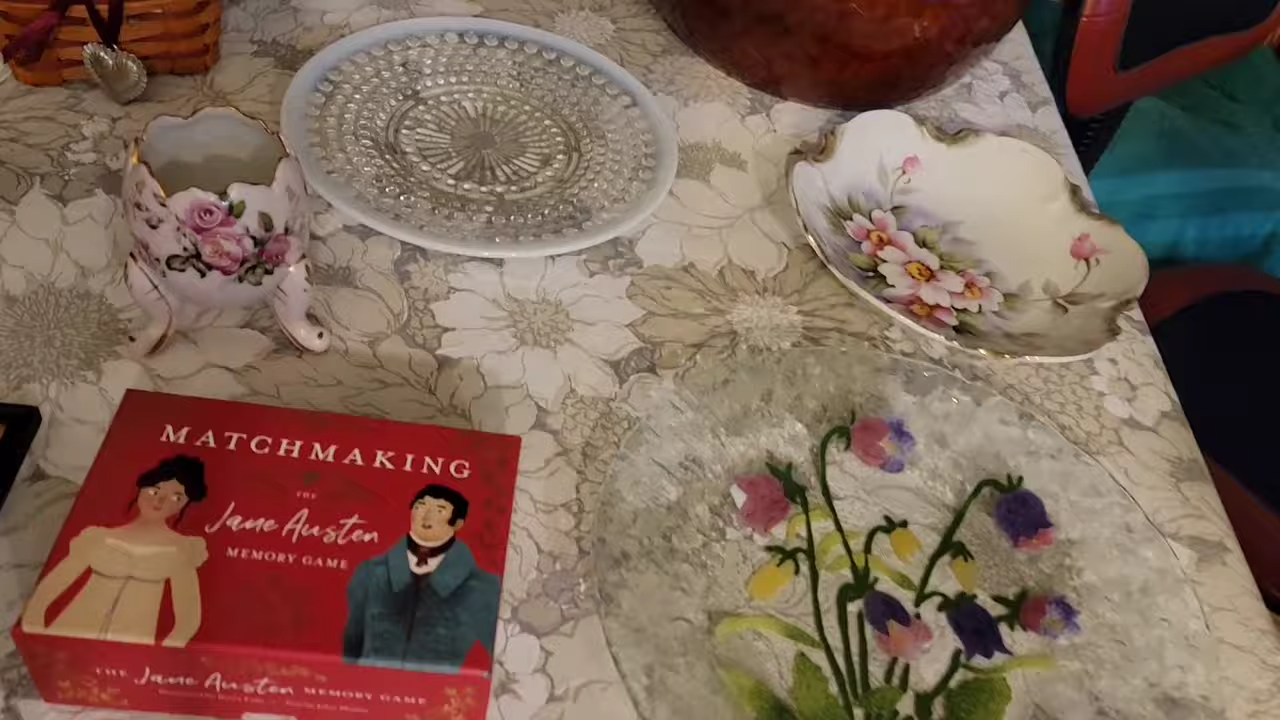 MATCHMAKING
THE
Jane Austen
MEMORY GAME
THE Jane Austen MEMORY GAME